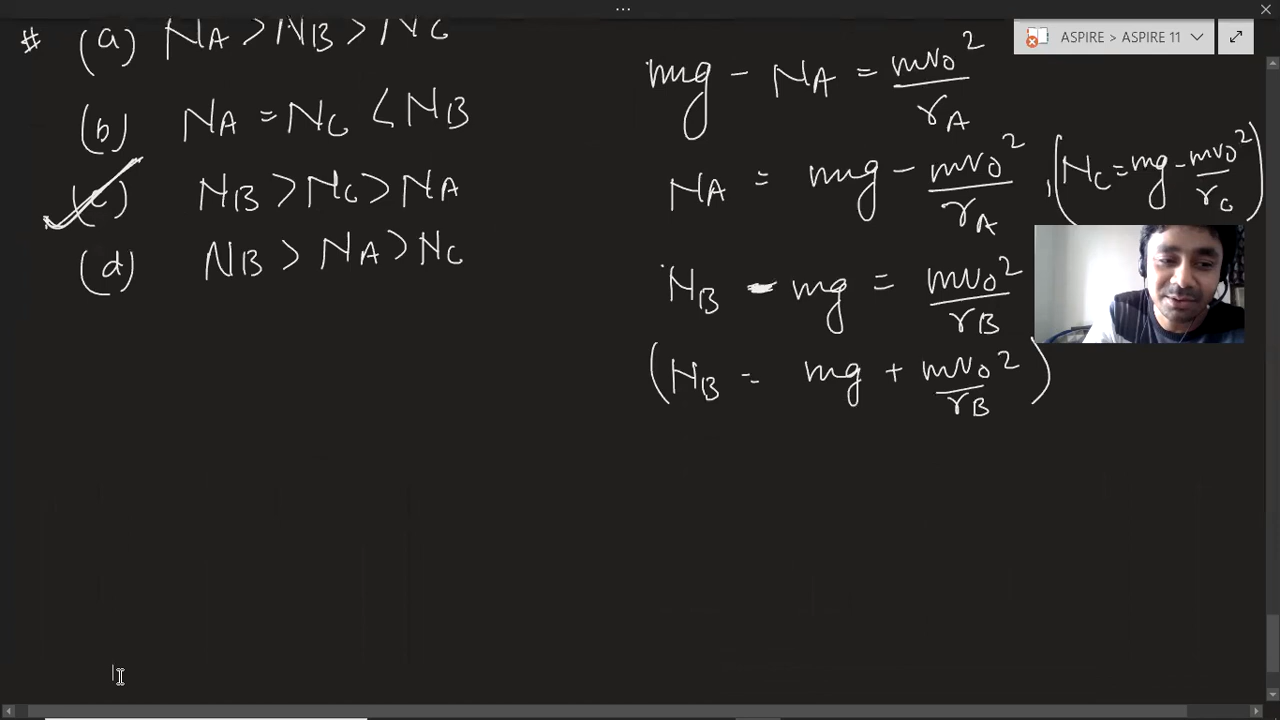 ...
ASPIRE > ASPIRE 11
# (a) NA > NB > NC
(b) NA = NC < NB
(c) NB > NC > NA
(d) NB > NA > NC
mg - NA = mv0²/rA
NA = mg - mv0²/rA , (NC = mg - mv0²/rC)
NB - mg = mv0²/rB
(NB = mg + mv0²/rB)